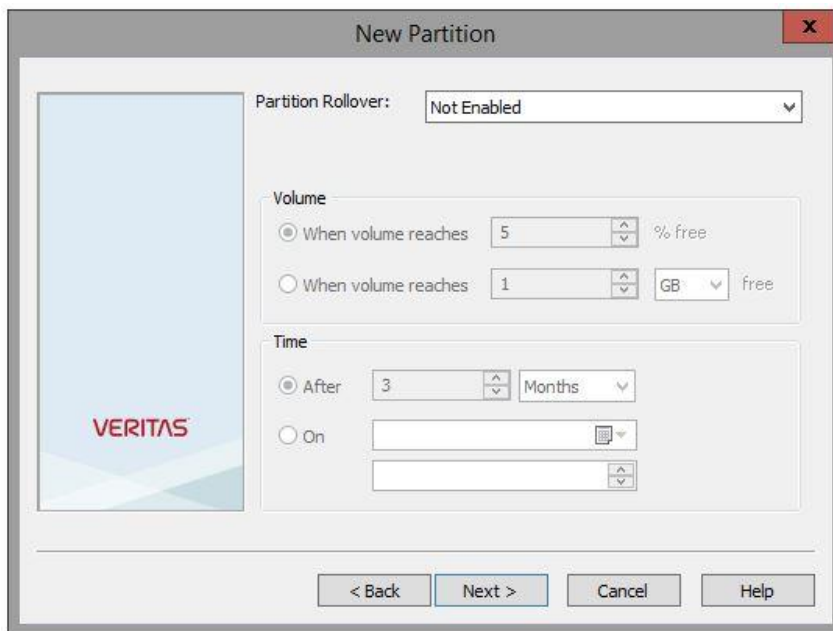 New Partition
x
Partition Rollover: Not Enabled
Volume
When volume reaches 5 % free
When volume reaches 1 GB free
Time
After 3 Months
VERITAS
On
< Back Next > Cancel Help